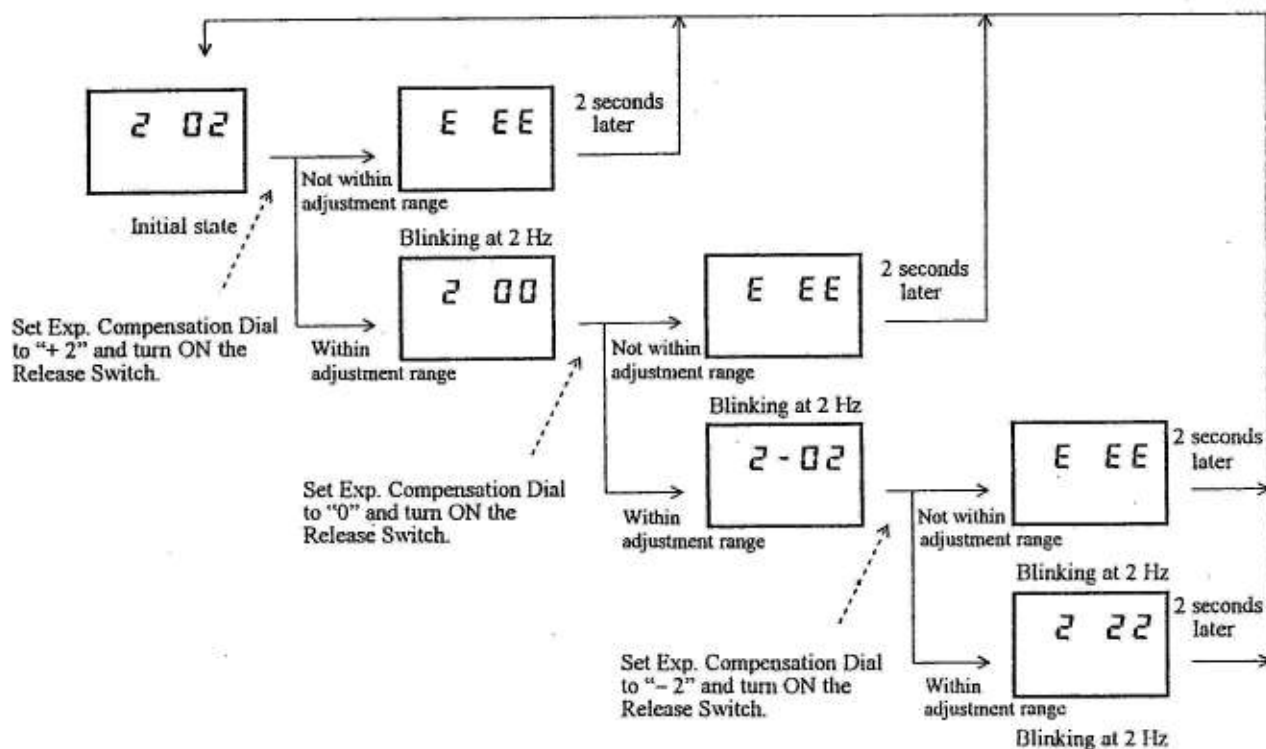 2 02
Initial state
Set Exp. Compensation Dial
to “+ 2” and turn ON the
Release Switch.
Not within
adjustment range
E EE
Blinking at 2 Hz
2 seconds
later
Within
adjustment range
2 00
Set Exp. Compensation Dial
to “0” and turn ON the
Release Switch.
Not within
adjustment range
E EE
Blinking at 2 Hz
2 seconds
later
Within
adjustment range
2-02
Set Exp. Compensation Dial
to “– 2” and turn ON the
Release Switch.
Not within
adjustment range
E EE
Blinking at 2 Hz
2 seconds
later
Within
adjustment range
2 22
Blinking at 2 Hz
2 seconds
later